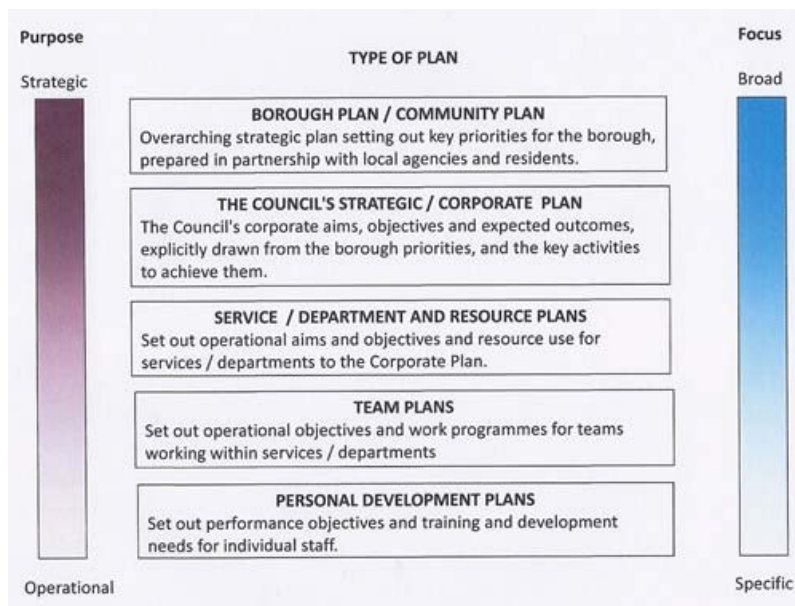 Purpose
Focus
TYPE OF PLAN
Strategic
Broad
BOROUGH PLAN / COMMUNITY PLAN
Overarching strategic plan setting out key priorities for the borough,
prepared in partnership with local agencies and residents.
THE COUNCIL'S STRATEGIC / CORPORATE PLAN
The Council's corporate aims, objectives and expected outcomes,
explicitly drawn from the borough priorities, and the key activities
to achieve them.
SERVICE / DEPARTMENT AND RESOURCE PLANS
Set out operational aims and objectives and resource use for
services / departments to the Corporate Plan.
TEAM PLANS
Set out operational objectives and work programmes for teams
working within services / departments
PERSONAL DEVELOPMENT PLANS
Set out performance objectives and training and development
needs for individual staff.
Operational
Specific